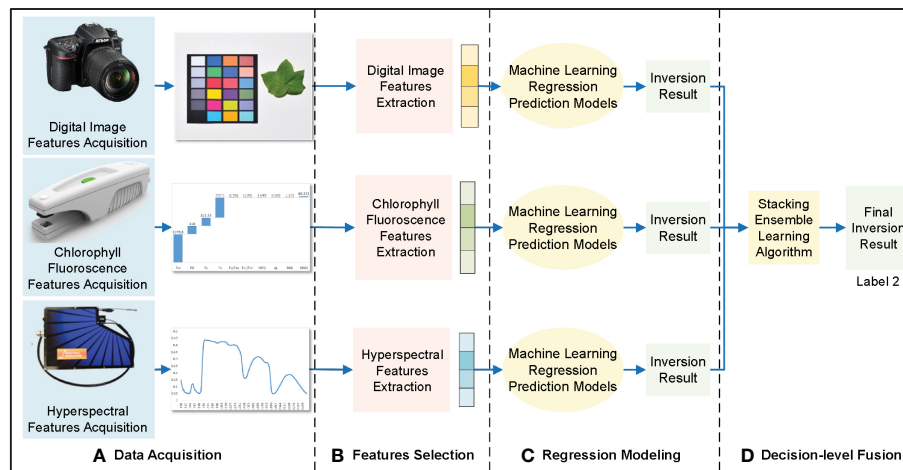 Nikon
Digital Image
Features Acquisition
Digital Image
Features
Extraction
Machine Learning
Regression
Prediction Models
Inversion
Result
Chlorophyll
Fluoroscence
Features Acquisition
Chlorophyll
Fluoroscence
Features
Extraction
Machine Learning
Regression
Prediction Models
Inversion
Result
Stacking
Ensemble
Learning
Algorithm
Final
Inversion
Result
Label 2
Hyperspectral
Features Acquisition
Hyperspectral
Features
Extraction
Machine Learning
Regression
Prediction Models
Inversion
Result
A Data Acquisition
B Features Selection
C Regression Modeling
D Decision-level Fusion